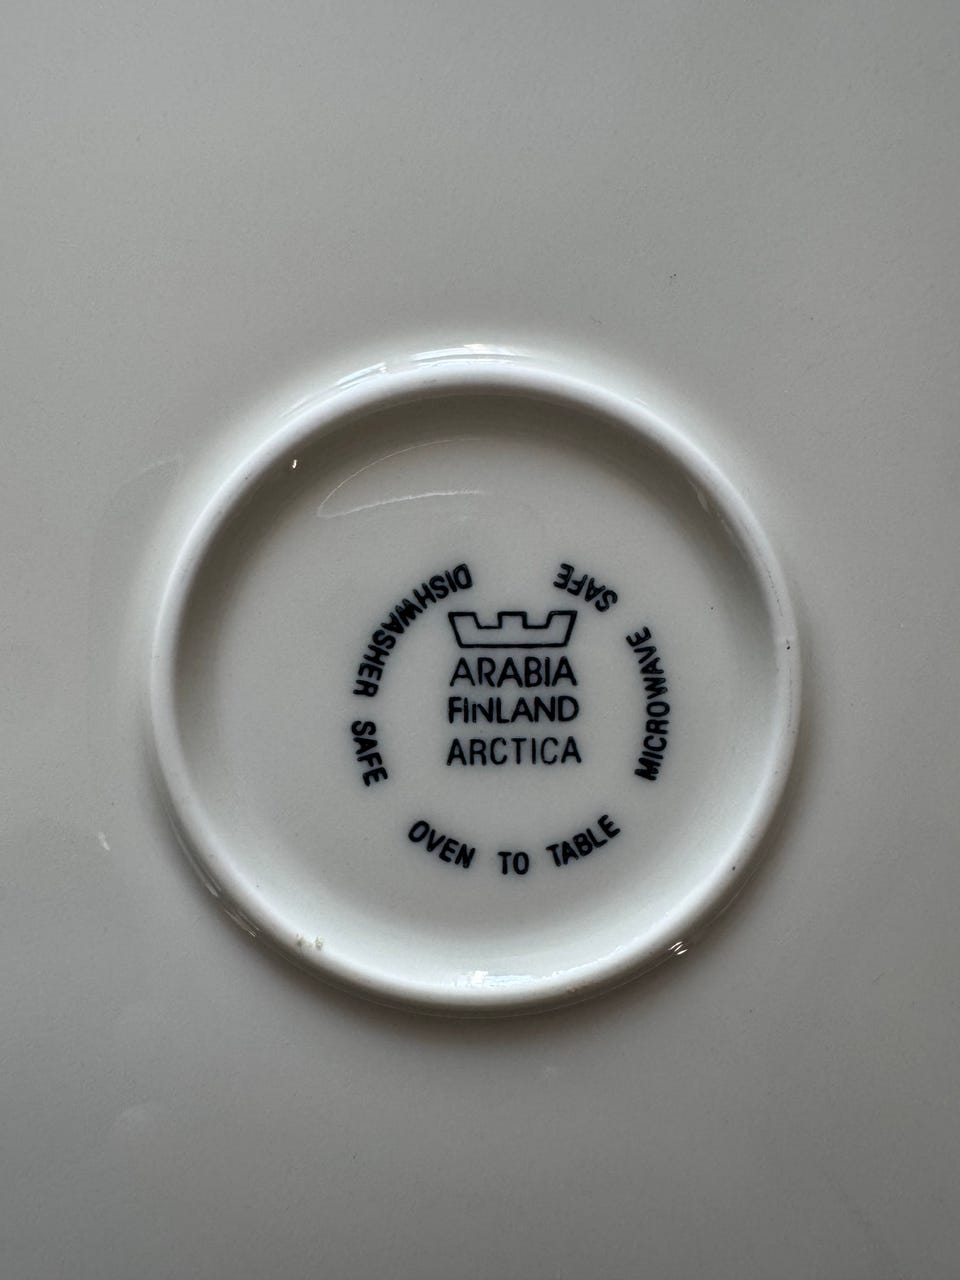 ARABIA
FINLAND
ARCTICA
DISHWASHER SAFE
OVEN TO TABLE
MICROWAVE SAFE